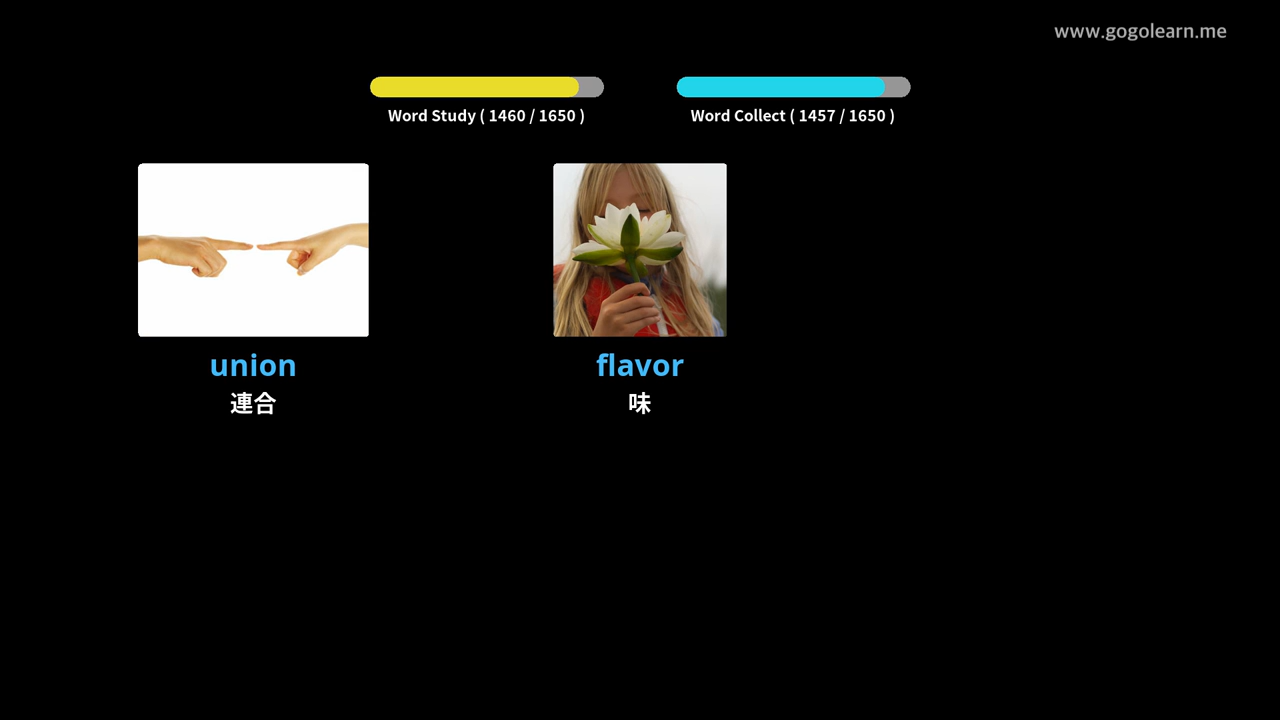 www.gogolearn.me
Word Study ( 1460 / 1650 )
Word Collect ( 1457 / 1650 )
union
連合
flavor
味